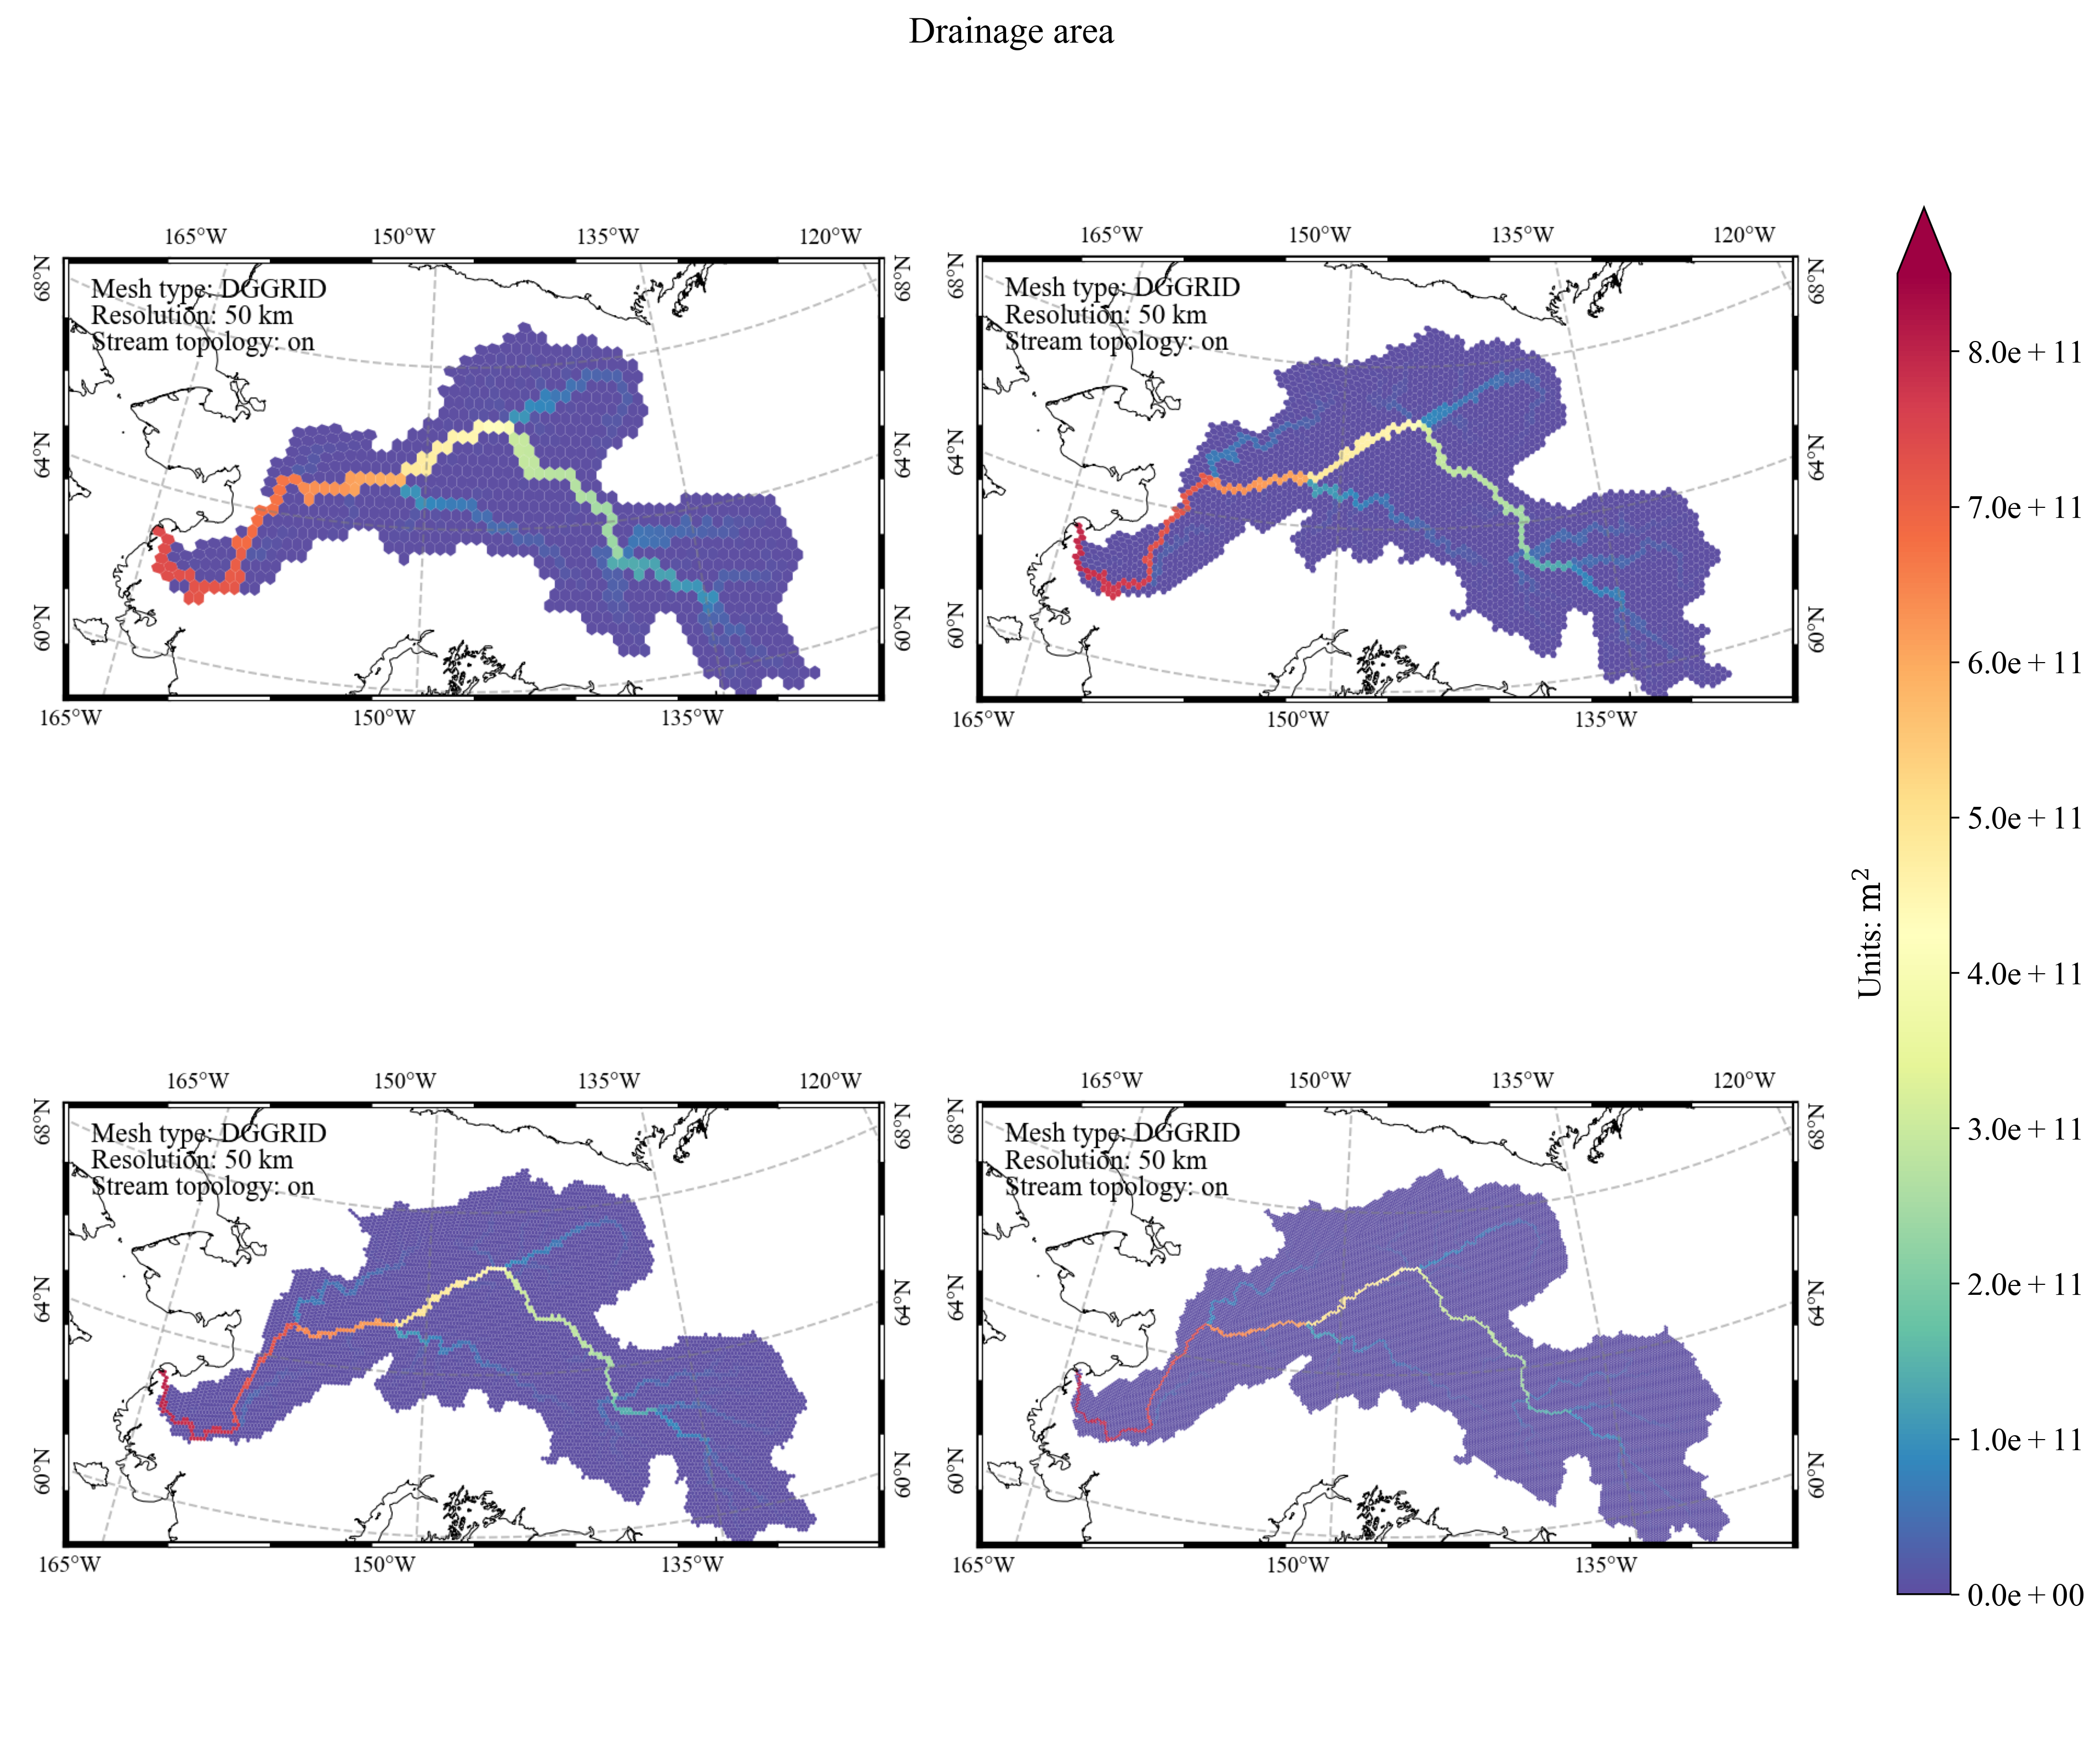 Drainage area
165°W 150°W 135°W 120°W
68°N 68°N
Mesh type: DGGRID
Resolution: 50 km
Stream topology: on
64°N 64°N
60°N 60°N
165°W 150°W 135°W
165°W 150°W 135°W 120°W
68°N 68°N
Mesh type: DGGRID
Resolution: 50 km
Stream topology: on
64°N 64°N
60°N 60°N
165°W 150°W 135°W
165°W 150°W 135°W 120°W
68°N 68°N
Mesh type: DGGRID
Resolution: 50 km
Stream topology: on
64°N 64°N
60°N 60°N
165°W 150°W 135°W
165°W 150°W 135°W 120°W
68°N 68°N
Mesh type: DGGRID
Resolution: 50 km
Stream topology: on
64°N 64°N
60°N 60°N
165°W 150°W 135°W
Units: m²
8.0e+11
7.0e+11
6.0e+11
5.0e+11
4.0e+11
3.0e+11
2.0e+11
1.0e+11
0.0e+00